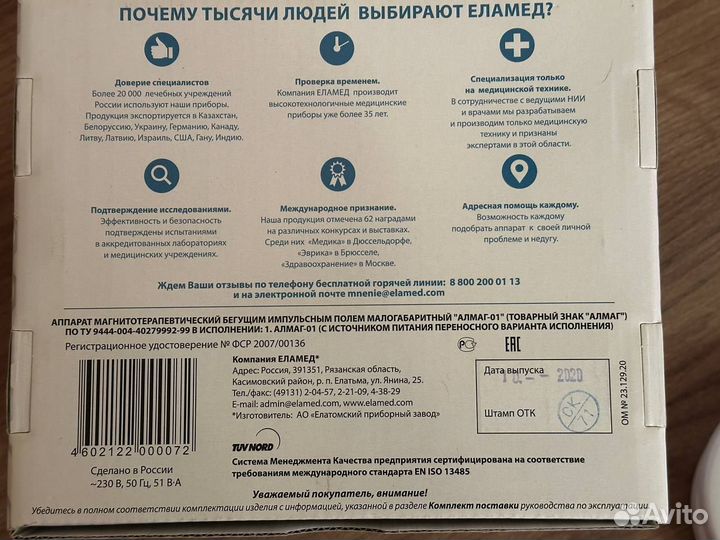 ПОЧЕМУ ТЫСЯЧИ ЛЮДЕЙ ВЫБИРАЮТ ЕЛАМЕД?
Доверие специалистов
Более 20 000 лечебных учреждений
России используют наши приборы.
Продукция экспортируется в Казахстан,
Белоруссию, Украину, Германию, Канаду,
Литву, Латвию, Израиль, США, Гану, Индию.
Проверка временем.
Компания ЕЛАМЕД производит
высокотехнологичные медицинские
приборы уже более 35 лет.
Специализация только
на медицинской технике.
В сотрудничестве с ведущими НИИ
и врачами мы разрабатываем
и производим только медицинскую
технику и признаны
экспертами в этой области.
Подтверждение исследованиями.
Эффективность и безопасность
подтверждены испытаниями
в аккредитованных лабораториях
и медицинских учреждениях.
Международное признание.
Наша продукция отмечена 62 наградами
на различных конкурсах и выставках.
Среди них «Медика» в Дюссельдорфе,
«Эврика» в Брюсселе,
«Здравоохранение» в Москве.
Адресная помощь каждому.
Возможность каждому
подобрать аппарат к своей личной
проблеме и недугу.
Ждем Ваши отзывы по телефону бесплатной горячей линии: 8 800 200 01 13
и на электронной почте mnenie@elamed.com
АППАРАТ МАГНИТОТЕРАПЕВТИЧЕСКИЙ БЕГУЩИМ ИМПУЛЬСНЫМ ПОЛЕМ МАЛОГАБАРИТНЫЙ "АЛМАГ-01" (ТОВАРНЫЙ ЗНАК "АЛМАГ")
ПО ТУ 9444-004-40279992-99 В ИСПОЛНЕНИИ: 1. АЛМАГ-01 (С ИСТОЧНИКОМ ПИТАНИЯ ПЕРЕНОСНОГО ВАРИАНТА ИСПОЛНЕНИЯ)
Регистрационное удостоверение № ФСР 2007/00136
Компания ЕЛАМЕД*
Адрес: Россия, 391351, Рязанская область,
Касимовский район, р. п. Елатьма, ул. Янина, 25.
Тел./факс: (49131) 2-04-57, 2-21-09, 4-38-29
E-mail: admin@elamed.com, www.elamed.com
*Изготовитель: АО «Елатомский приборный завод»
РСТ
EAC
Дата выпуска
2020
Штамп ОТК
СК
71
ОМ № 23.129.20
4 602122 000072
Сделано в России
~230 В, 50 Гц, 51 В·А
TUV NORD
Система Менеджмента Качества предприятия сертифицирована на соответствие
требованиям международного стандарта EN ISO 13485
Уважаемый покупатель, внимание!
Убедитесь в полном соответствии комплектации изделия с информацией, указанной в разделе Комплект поставки руководства по эксплуатации.
Avito